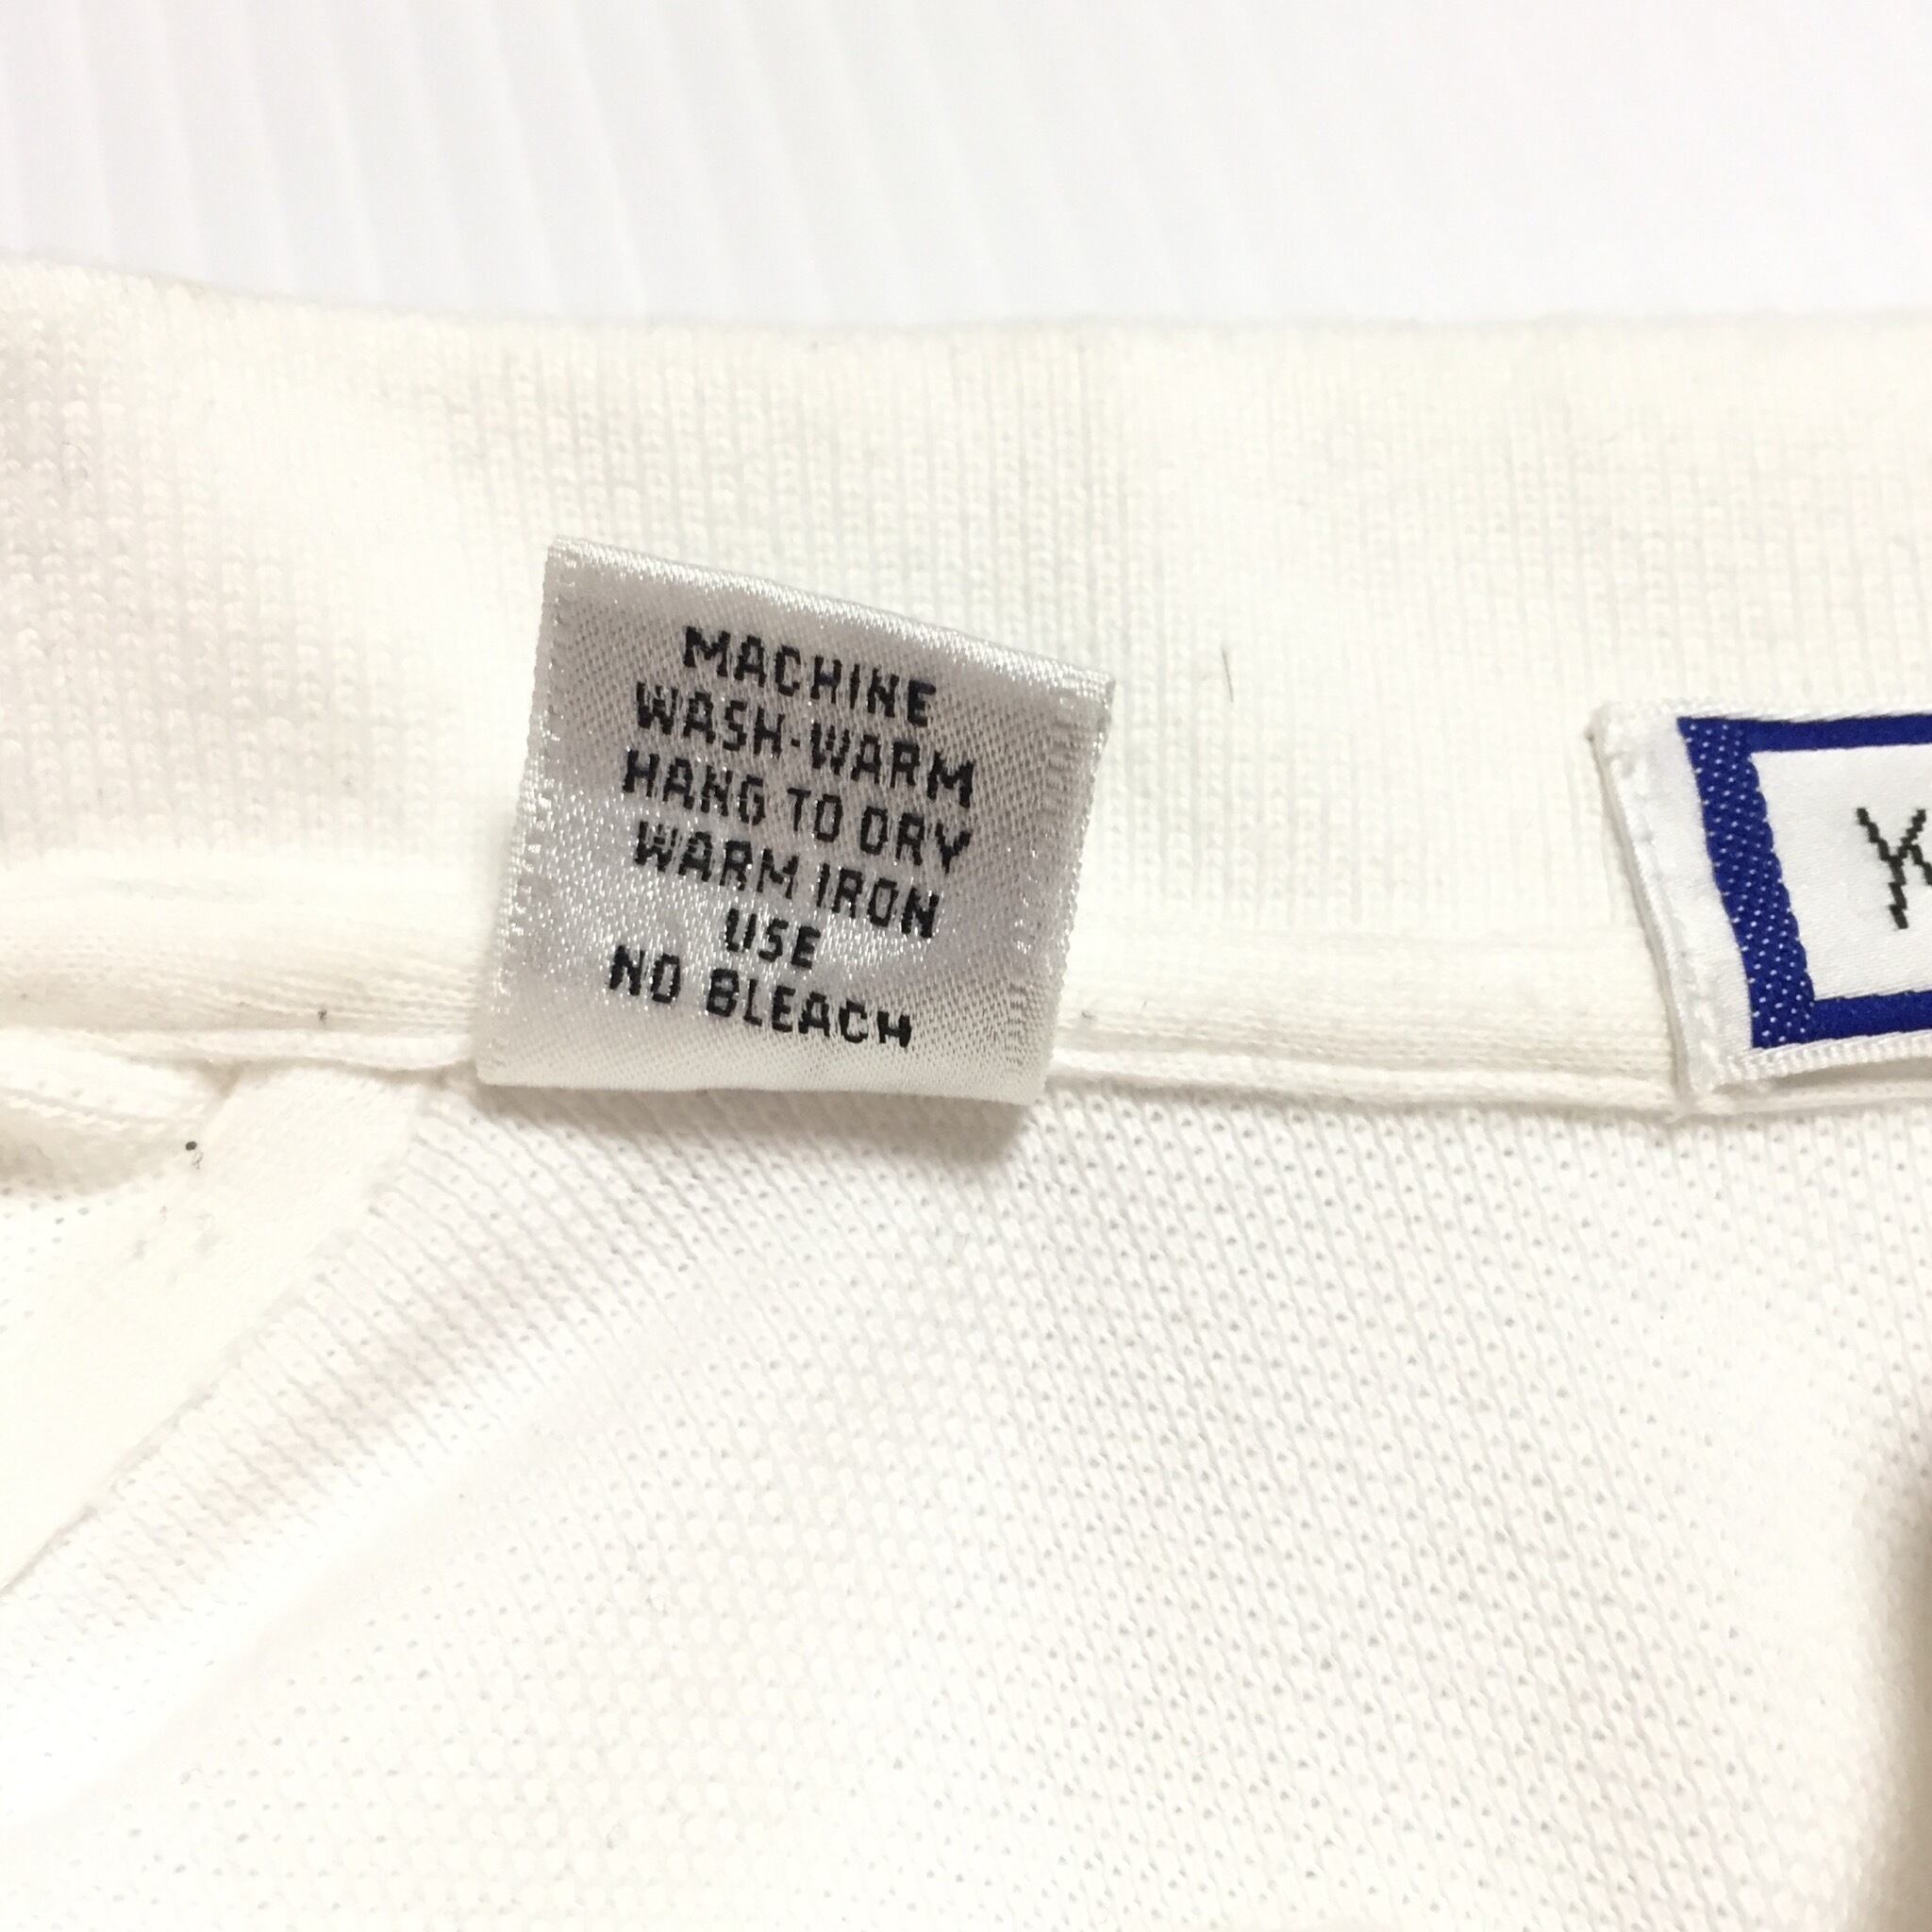 MACHINE
WASH-WARM
HANG TO DRY
WARM IRON
USE
NO BLEACH